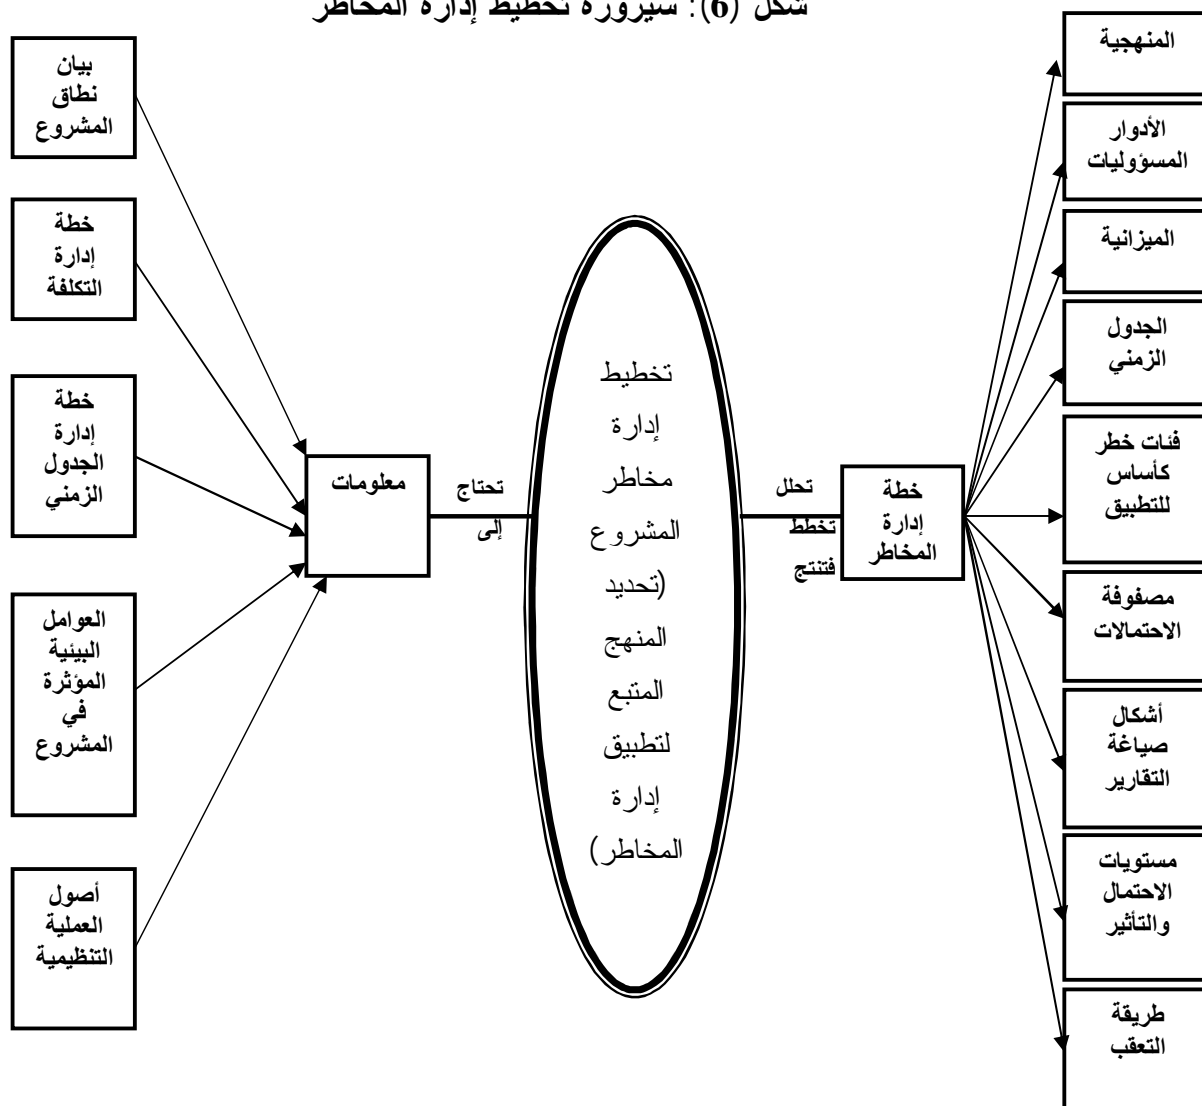 شكل (6): سيرورة تخطيط إدارة المخاطر
المنهجية
الأدوار
المسؤوليات
الميزانية
الجدول
الزمني
فئات خطر
كأساس
للتطبيق
مصفوفة
الاحتمالات
أشكال
صياغة
التقارير
مستويات
الاحتمال
والتأثير
طريقة
التعقب
خطة
إدارة
المخاطر
تحلل
تخطط
فتنتج
تخطيط
إدارة
مخاطر
المشروع
(تحديد
المنهج
المتبع
لتطبيق
إدارة
المخاطر)
تحتاج
إلى
معلومات
بيان
نطاق
المشروع
خطة
إدارة
التكلفة
خطة
إدارة
الجدول
الزمني
العوامل
البيئية
المؤثرة
في
المشروع
أصول
العملية
التنظيمية